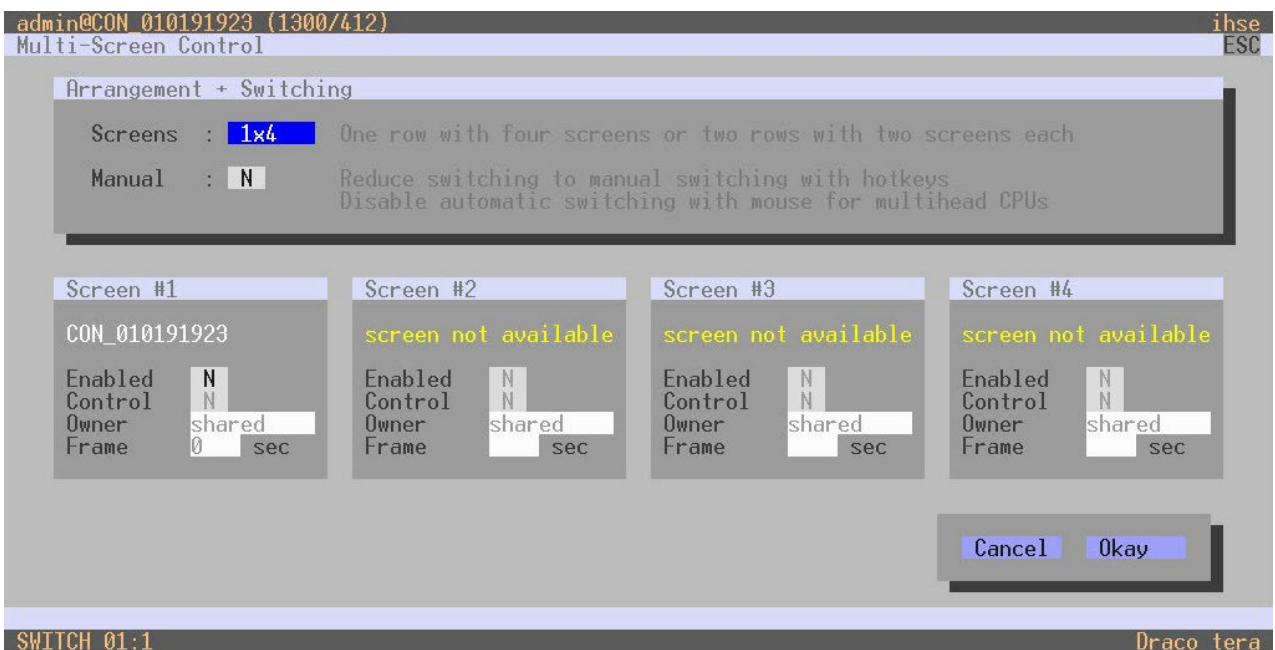 admin@CON_010191923 (1300/412) ihse
Multi-Screen Control ESC
Arrangement + Switching
Screens : 1x4 One row with four screens or two rows with two screens each
Manual : N Reduce switching to manual switching with hotkeys
Disable automatic switching with mouse for multihead CPUs
Screen #1 Screen #2 Screen #3 Screen #4
CON_010191923 screen not available screen not available screen not available
Enabled N Enabled N Enabled N Enabled N
Control N Control N Control N Control N
Owner shared Owner shared Owner shared Owner shared
Frame 0 sec Frame sec Frame sec Frame sec
Cancel Okay
SWITCH 01:1 Draco tera